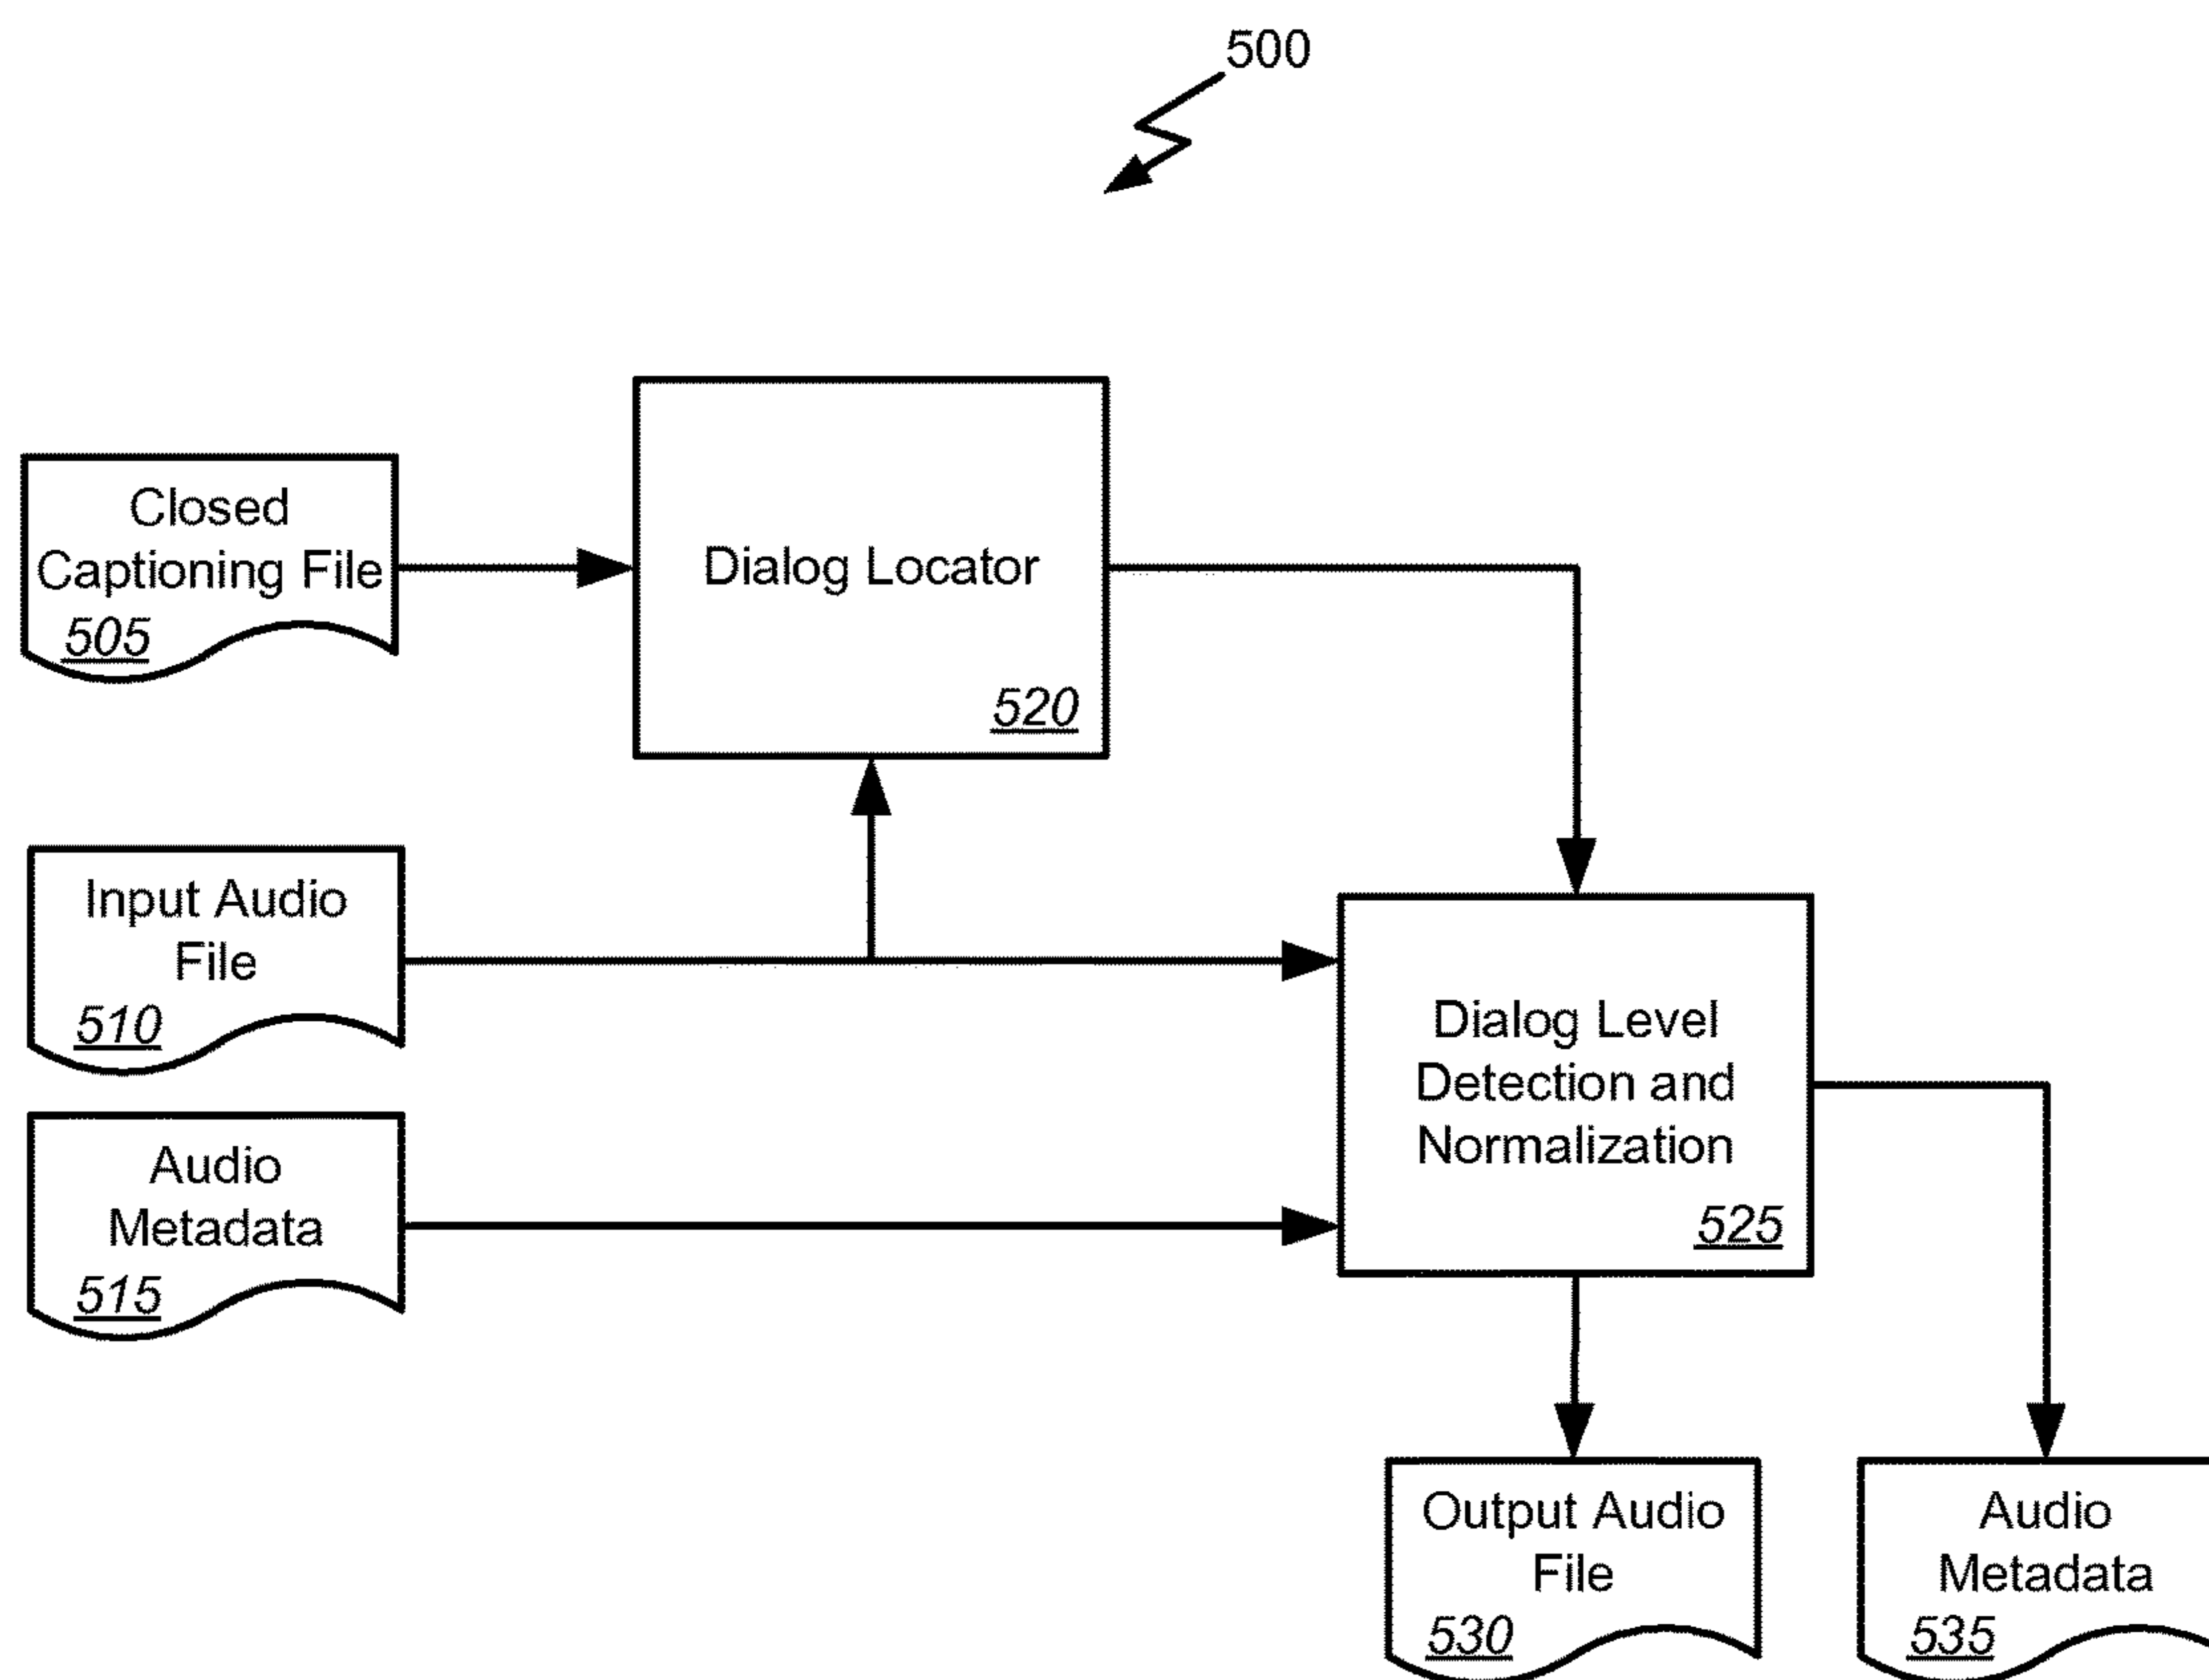 500
Closed
Captioning File
505
Dialog Locator
520
Input Audio
File
510
Audio
Metadata
515
Dialog Level
Detection and
Normalization
525
Output Audio
File
530
Audio
Metadata
535